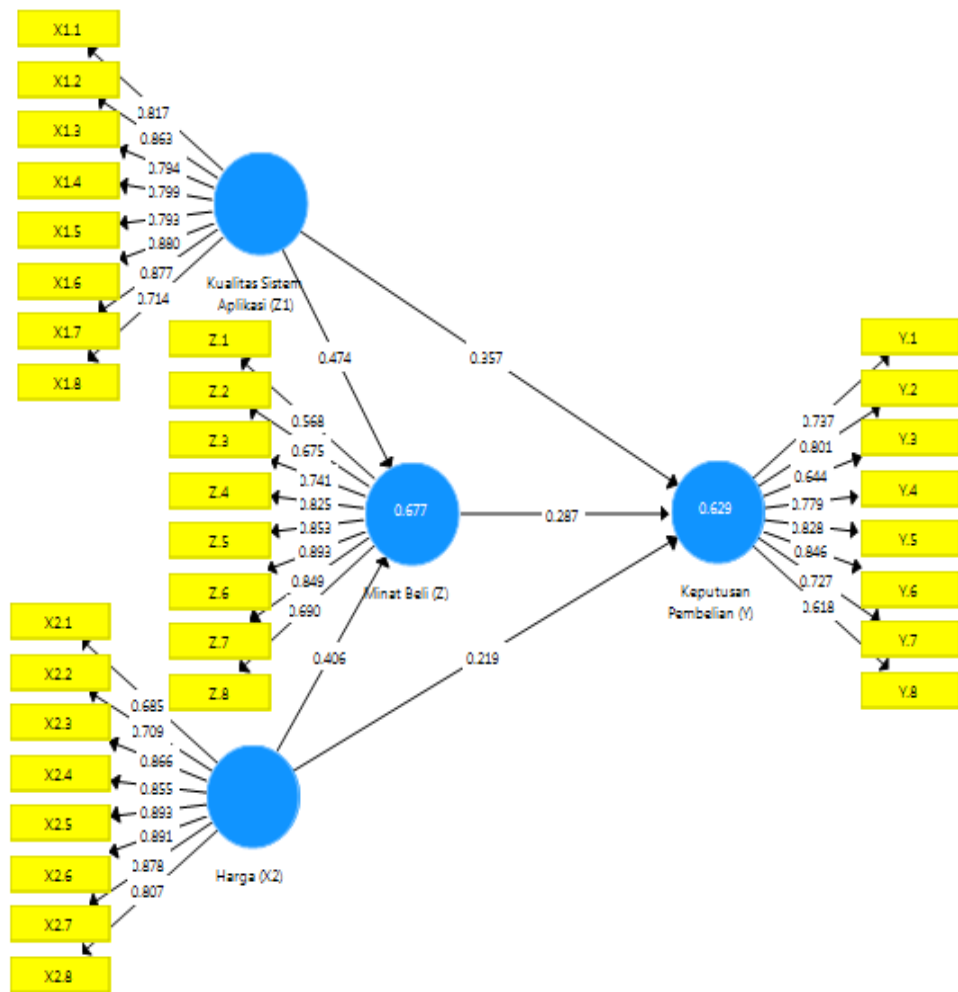 X1.1
X1.2
X1.3
X1.4
X1.5
X1.6
X1.7
X1.8
0.817
0.863
0.794
0.799
0.793
0.880
0.877
0.714
Kualitas Sistem
Aplikasi (Z1)
0.474
0.357
Z.1
Z.2
Z.3
Z.4
Z.5
Z.6
Z.7
Z.8
0.568
0.675
0.741
0.825
0.853
0.893
0.849
0.690
0.677
Minat Beli (Z)
0.287
0.629
Keputusan
Pembelian (Y)
Y.1
Y.2
Y.3
Y.4
Y.5
Y.6
Y.7
Y.8
0.737
0.801
0.644
0.779
0.828
0.846
0.727
0.618
0.406
0.219
X2.1
X2.2
X2.3
X2.4
X2.5
X2.6
X2.7
X2.8
0.685
0.709
0.866
0.855
0.893
0.891
0.878
0.807
Harga (X2)